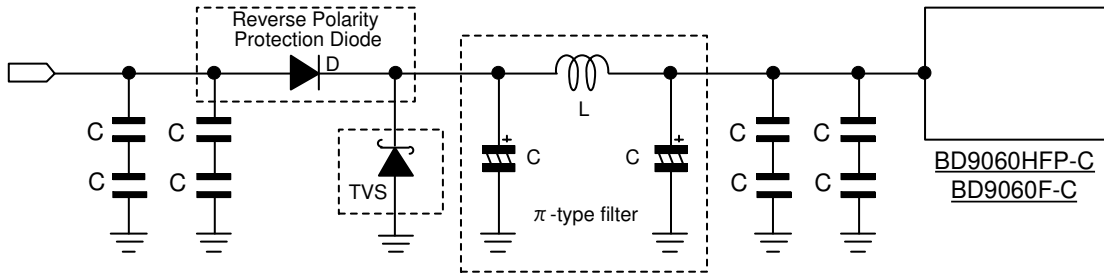 Reverse Polarity
Protection Diode
D
L
C
C
C
C
TVS
C
C
π-type filter
C
C
C
C
BD9060HFP-C
BD9060F-C